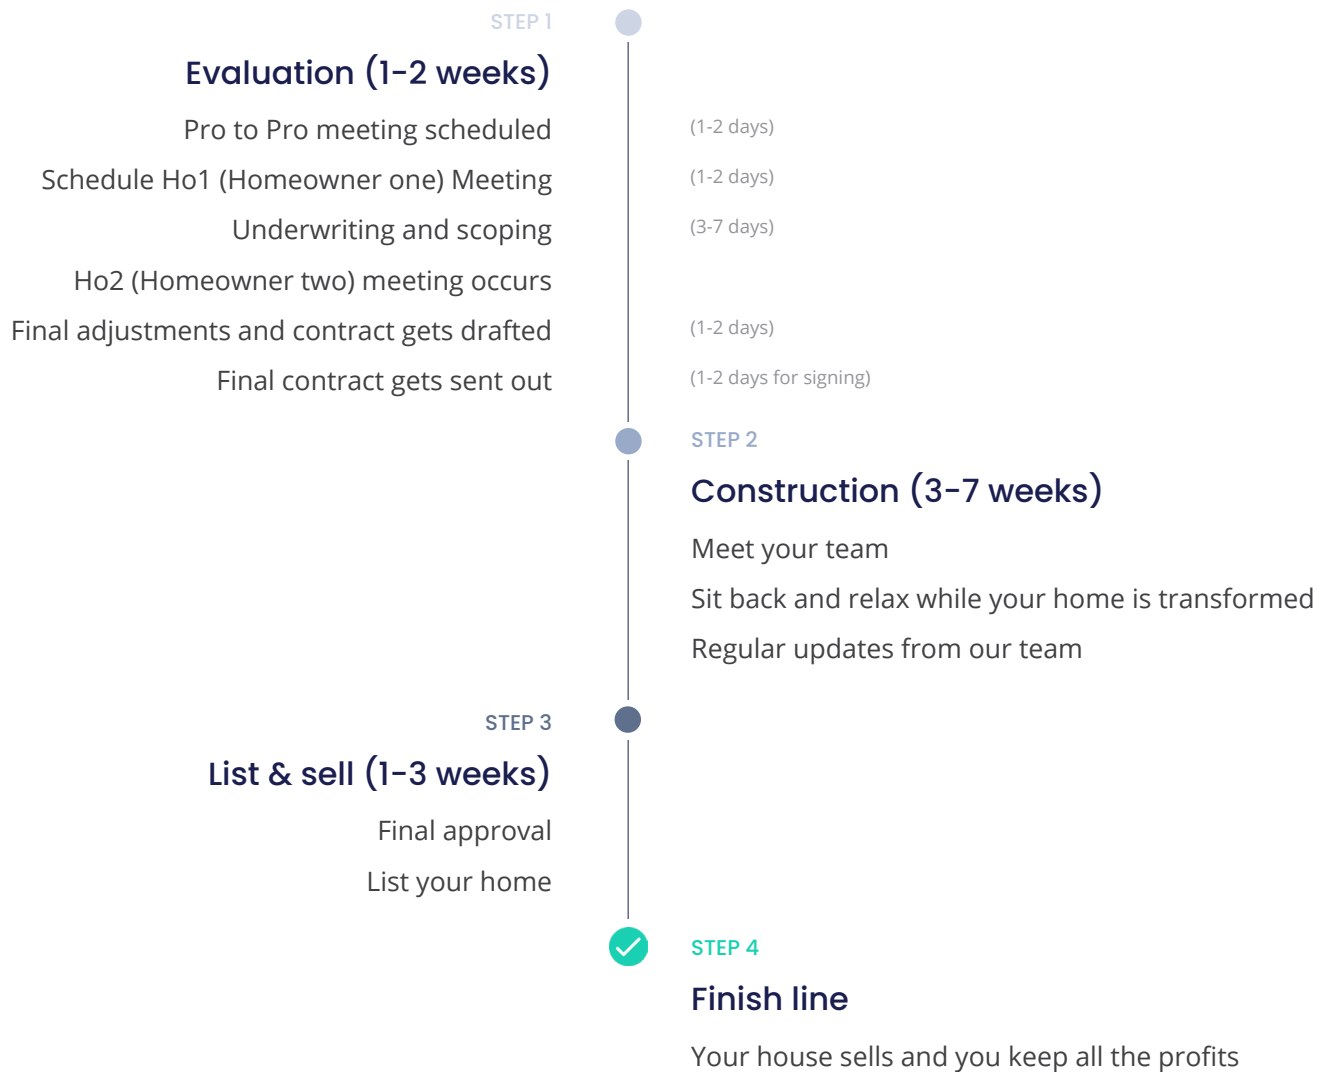 STEP 1
Evaluation (1-2 weeks)
Pro to Pro meeting scheduled
(1-2 days)
Schedule Ho1 (Homeowner one) Meeting
(1-2 days)
Underwriting and scoping
(3-7 days)
Ho2 (Homeowner two) meeting occurs
Final adjustments and contract gets drafted
(1-2 days)
Final contract gets sent out
(1-2 days for signing)
STEP 2
Construction (3-7 weeks)
Meet your team
Sit back and relax while your home is transformed
Regular updates from our team
STEP 3
List & sell (1-3 weeks)
Final approval
List your home
STEP 4
Finish line
Your house sells and you keep all the profits